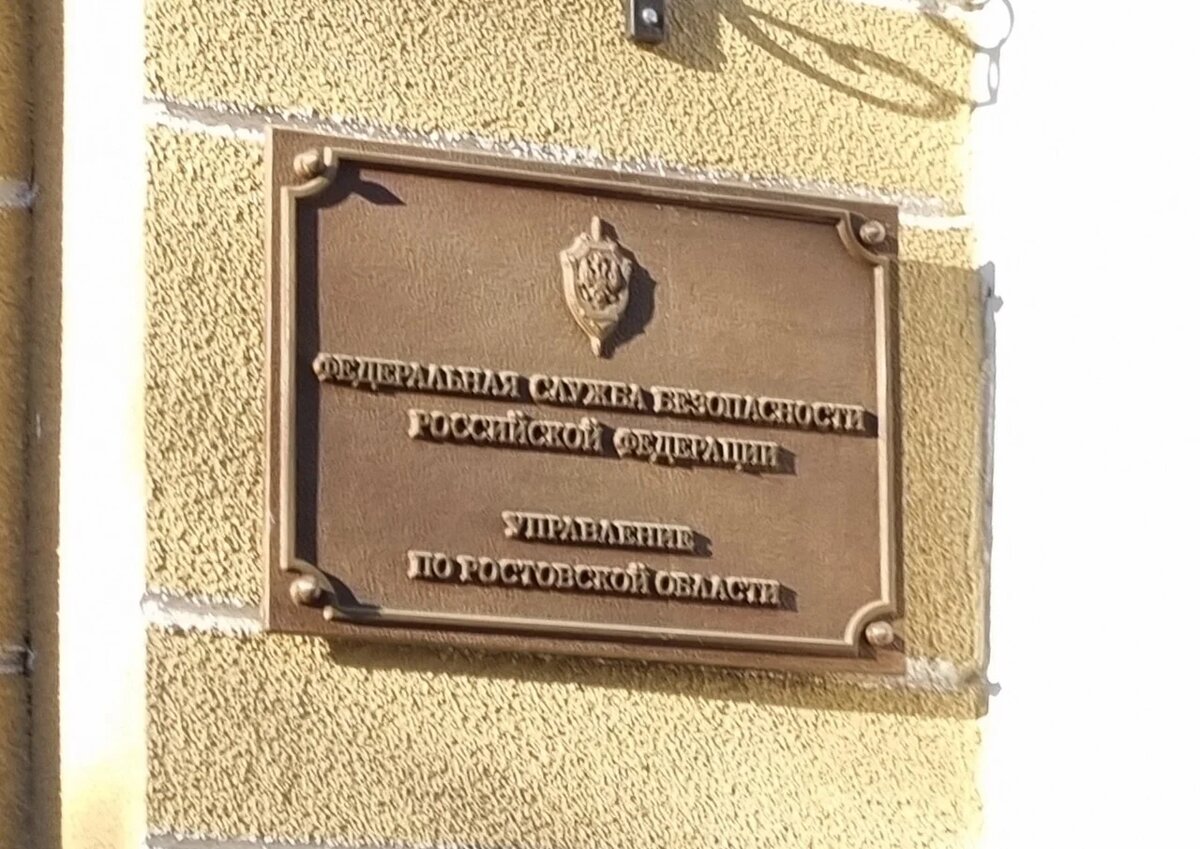 ФЕДЕРАЛЬНАЯ СЛУЖБА БЕЗОПАСНОСТИ
РОССИЙСКОЙ ФЕДЕРАЦИИ
УПРАВЛЕНИЕ
ПО РОСТОВСКОЙ ОБЛАСТИ